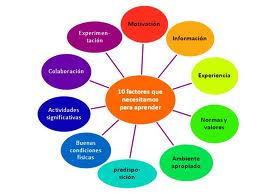 Motivación
Información
Experiencia
Normas y
valores
Ambiente
apropiado
predispo-
sición
Buenas
condiciones
físicas
Actividades
significativas
Colaboración
Experimen-
tación
10 factores que
necesitamos
para aprender